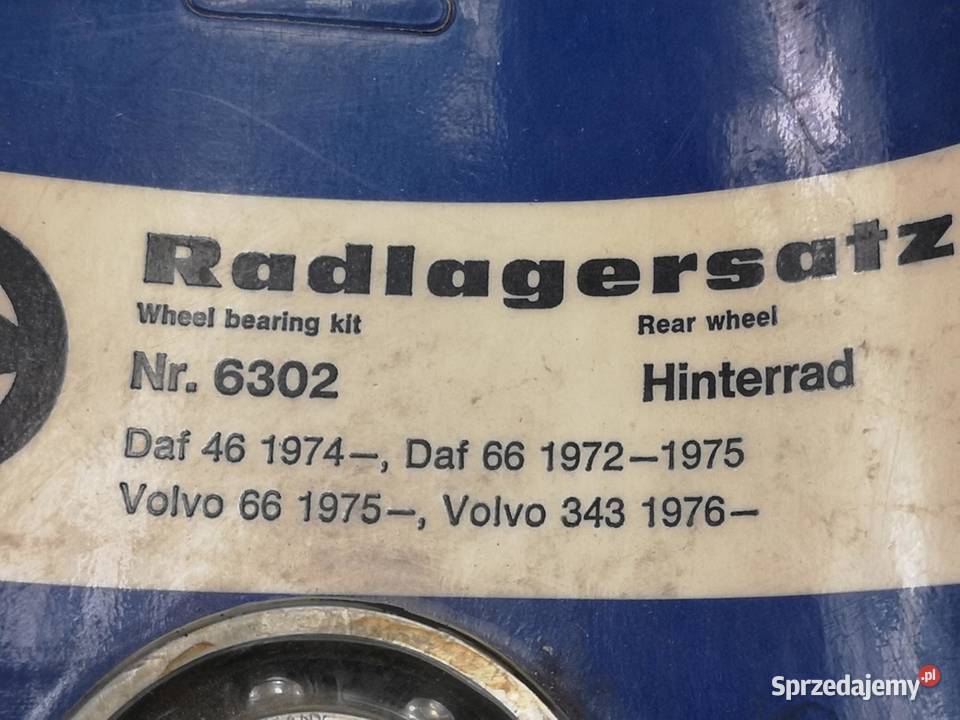 Radlagersatz
Wheel bearing kit Rear wheel
Nr. 6302 Hinterrad
Daf 46 1974–, Daf 66 1972–1975
Volvo 66 1975–, Volvo 343 1976–
Sprzedajemy.pl